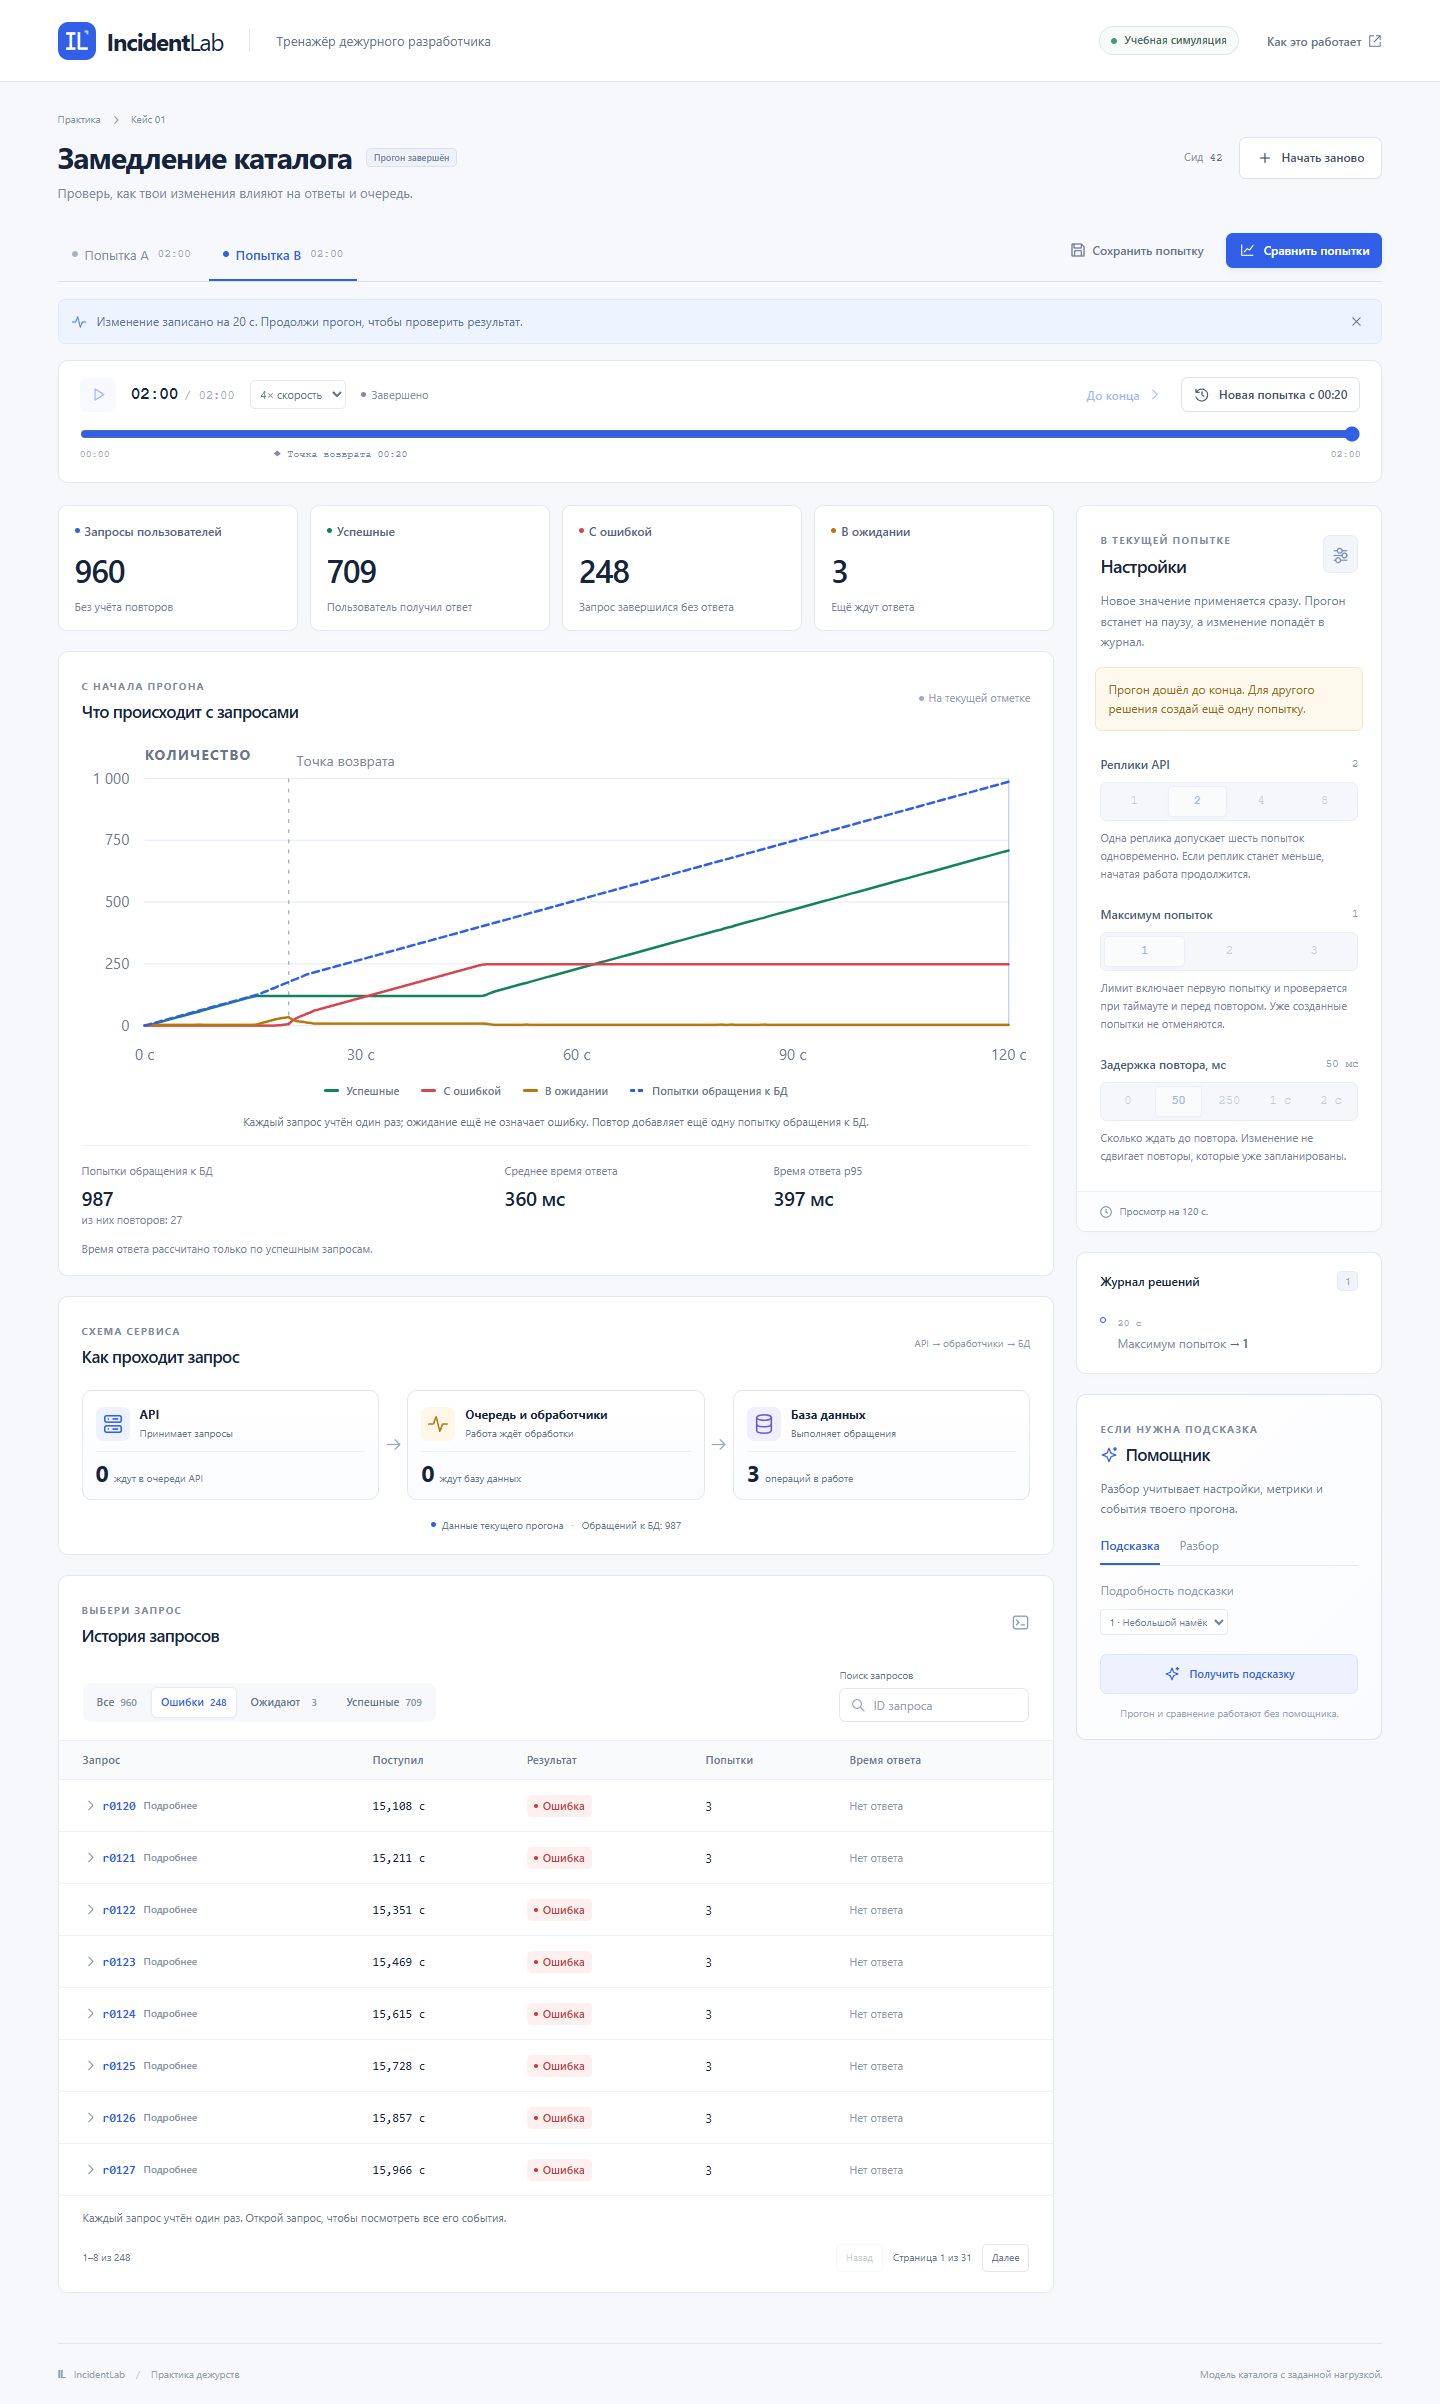 IL IncidentLab
Тренажёр дежурного разработчика
Учебная симуляция
Как это работает
Практика
Кейс 01
Замедление каталога
Прогон завершён
Сид 42
Начать заново
Проверь, как твои изменения влияют на ответы и очередь.
Попытка A 02:00
Попытка B 02:00
Сохранить попытку
Сравнить попытки
Изменение записано на 20 с. Продолжи прогон, чтобы проверить результат.
02:00 / 02:00
4× скорость
Завершено
До конца
Новая попытка с 00:20
00:00
Точка возврата 00:20
02:00
Запросы пользователей
960
Без учёта повторов
Успешные
709
Пользователь получил ответ
С ошибкой
248
Запрос завершился без ответа
В ожидании
3
Ещё ждут ответа
С НАЧАЛА ПРОГОНА
Что происходит с запросами
На текущей отметке
КОЛИЧЕСТВО
Точка возврата
1 000
750
500
250
0
0 с
30 с
60 с
90 с
120 с
Успешные
С ошибкой
В ожидании
Попытки обращения к БД
Каждый запрос учтён один раз; ожидание ещё не означает ошибку. Повтор добавляет ещё одну попытку обращения к БД.
Попытки обращения к БД
987
из них повторов: 27
Среднее время ответа
360 мс
Время ответа p95
397 мс
Время ответа рассчитано только по успешным запросам.
СХЕМА СЕРВИСА
Как проходит запрос
API → обработчики → БД
API
Принимает запросы
0 ждут в очереди API
Очередь и обработчики
Работа ждёт обработки
0 ждут базу данных
База данных
Выполняет обращения
3 операций в работе
Данные текущего прогона · Обращений к БД: 987
ВЫБЕРИ ЗАПРОС
История запросов
Все 960
Ошибки 248
Ожидают 3
Успешные 709
Поиск запросов
ID запроса
Запрос Поступил Результат Попытки Время ответа
r0120 Подробнее 15,108 с Ошибка 3 Нет ответа
r0121 Подробнее 15,211 с Ошибка 3 Нет ответа
r0122 Подробнее 15,351 с Ошибка 3 Нет ответа
r0123 Подробнее 15,469 с Ошибка 3 Нет ответа
r0124 Подробнее 15,615 с Ошибка 3 Нет ответа
r0125 Подробнее 15,728 с Ошибка 3 Нет ответа
r0126 Подробнее 15,857 с Ошибка 3 Нет ответа
r0127 Подробнее 15,966 с Ошибка 3 Нет ответа
Каждый запрос учтён один раз. Открой запрос, чтобы посмотреть все его события.
1–8 из 248
Назад
Страница 1 из 31
Далее
В ТЕКУЩЕЙ ПОПЫТКЕ
Настройки
Новое значение применяется сразу. Прогон
встанет на паузу, а изменение попадёт в
журнал.
Прогон дошёл до конца. Для другого
решения создай ещё одну попытку.
Реплики API 2
1 2 4 8
Одна реплика допускает шесть попыток
одновременно. Если реплик станет меньше,
начатая работа продолжится.
Максимум попыток 1
1 2 3
Лимит включает первую попытку и проверяется
при таймауте и перед повтором. Уже созданные
попытки не отменяются.
Задержка повтора, мс 50 мс
0 50 250 1 с 2 с
Сколько ждать до повтора. Изменение не
сдвигает повторы, которые уже запланированы.
Просмотр на 120 с.
Журнал решений 1
20 с
Максимум попыток → 1
ЕСЛИ НУЖНА ПОДСКАЗКА
Помощник
Разбор учитывает настройки, метрики и
события твоего прогона.
Подсказка
Разбор
Подробность подсказки
1 · Небольшой намёк
Получить подсказку
Прогон и сравнение работают без помощника.
IL IncidentLab / Практика дежурств
Модель каталога с заданной нагрузкой.